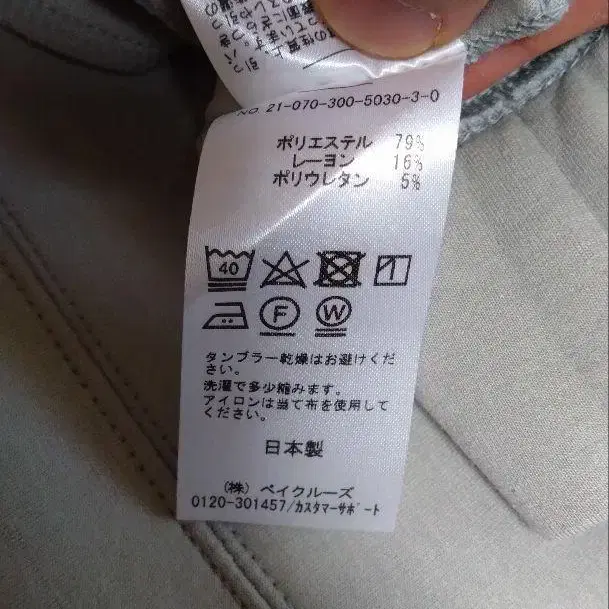 NO 21-070-300-5030-3-0
ポリエステル 79%
レーヨン 16%
ポリウレタン 5%
40
F W
タンブラー乾燥はお避けくだ
さい。
洗濯で多少縮みます。
アイロンは当て布を使用して
ください。
日本製
(株) ベイクルーズ
0120-301457/カスタマーサポート